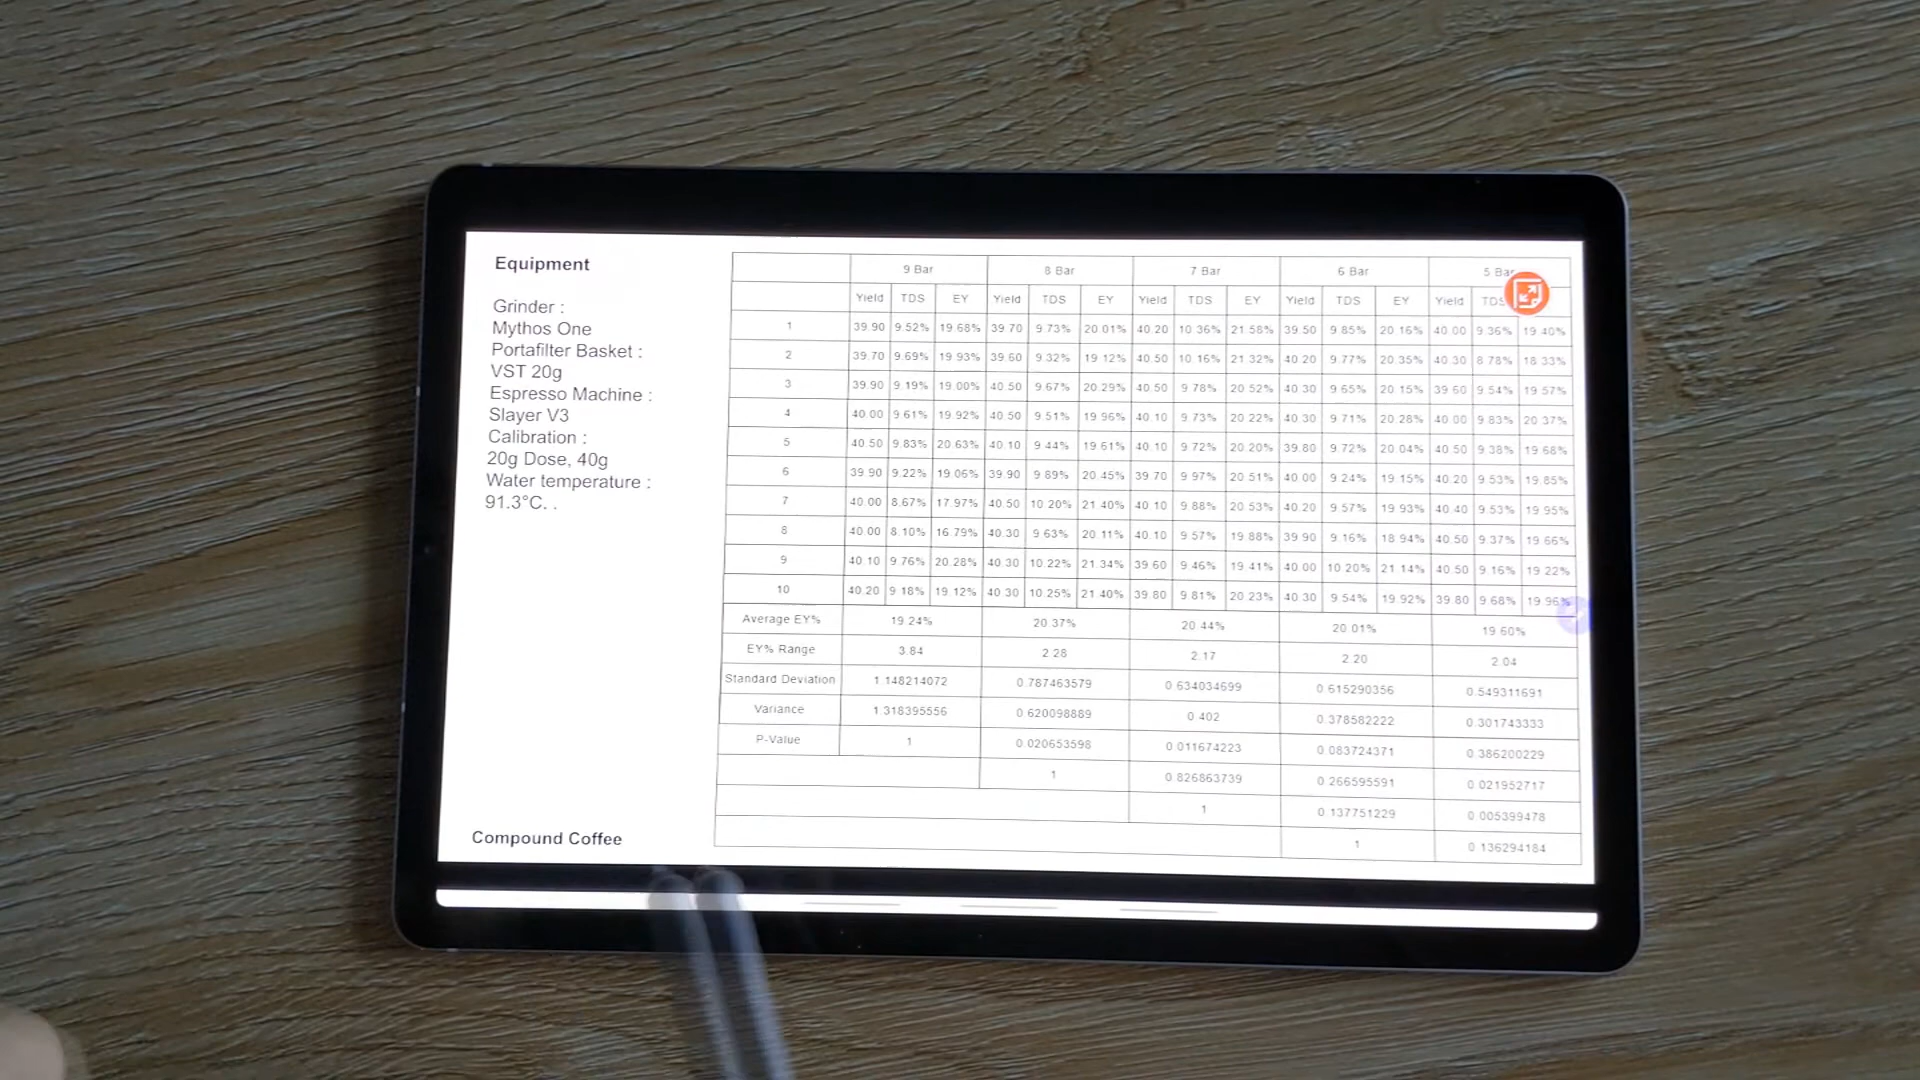 Equipment
Grinder :
Mythos One
Portafilter Basket :
VST 20g
Espresso Machine :
Slayer V3
Calibration :
20g Dose, 40g
Water temperature :
91.3°C. .
Compound Coffee
9 Bar 8 Bar 7 Bar 6 Bar 5 Bar
Yield TDS EY Yield TDS EY Yield TDS EY Yield TDS EY Yield TDS
1 39.90 9.52% 19.68% 39.70 9.73% 20.01% 40.20 10.36% 21.58% 39.50 9.85% 20.16% 40.00 9.36% 19.40%
2 39.70 9.69% 19.93% 39.60 9.32% 19.12% 40.50 10.16% 21.32% 40.20 9.77% 20.35% 40.30 8.78% 18.33%
3 39.90 9.19% 19.00% 40.50 9.67% 20.29% 40.50 9.78% 20.52% 40.30 9.65% 20.15% 39.60 9.54% 19.57%
4 40.00 9.61% 19.92% 40.50 9.51% 19.96% 40.10 9.73% 20.22% 40.30 9.71% 20.28% 40.00 9.83% 20.37%
5 40.50 9.83% 20.63% 40.10 9.44% 19.61% 40.10 9.72% 20.20% 39.80 9.72% 20.04% 40.50 9.38% 19.68%
6 39.90 9.22% 19.06% 39.90 9.89% 20.45% 39.70 9.97% 20.51% 40.00 9.24% 19.15% 40.20 9.53% 19.85%
7 40.00 8.67% 17.97% 40.50 10.20% 21.40% 40.10 9.88% 20.53% 40.20 9.57% 19.93% 40.40 9.53% 19.95%
8 40.00 8.10% 16.79% 40.30 9.63% 20.11% 40.10 9.57% 19.88% 39.90 9.16% 18.94% 40.50 9.37% 19.66%
9 40.10 9.76% 20.28% 40.30 10.22% 21.34% 39.60 9.46% 19.41% 40.00 10.20% 21.14% 40.50 9.16% 19.22%
10 40.20 9.18% 19.12% 40.30 10.25% 21.40% 39.80 9.81% 20.23% 40.30 9.54% 19.92% 39.80 9.68% 19.96%
Average EY% 19.24% 20.37% 20.44% 20.01% 19.60%
EY% Range 3.84 2.28 2.17 2.20 2.04
Standard Deviation 1.148214072 0.787463579 0.634034699 0.615290356 0.549311691
Variance 1.318395556 0.620098889 0.402 0.378582222 0.301743333
P-Value 1 0.020653598 0.011674223 0.083724371 0.386200229
1 0.826863739 0.266595591 0.021952717
1 0.137751229 0.005399478
1 0.136294184